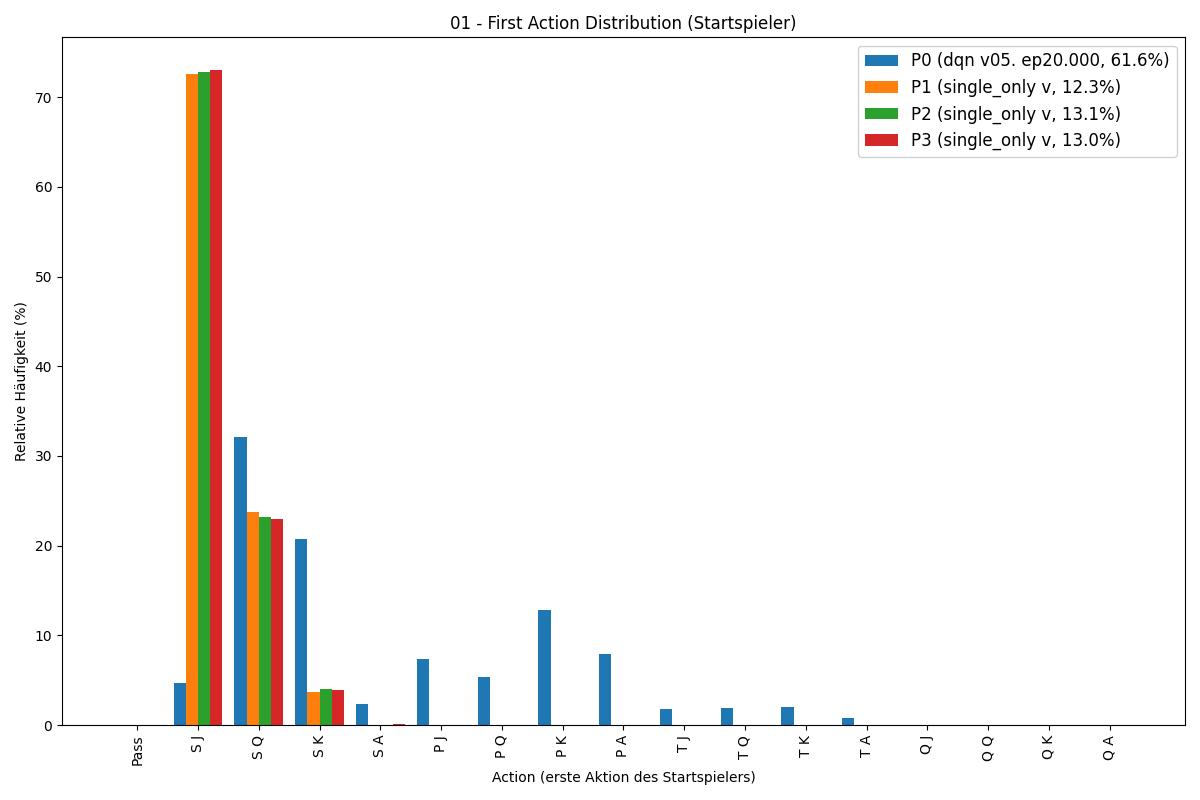 01 - First Action Distribution (Startspieler)
P0 (dqn v05. ep20.000, 61.6%)
P1 (single_only v, 12.3%)
P2 (single_only v, 13.1%)
P3 (single_only v, 13.0%)
Relative Häufigkeit (%)
70
60
50
40
30
20
10
0
Pass
S J
S Q
S K
S A
P J
P Q
P K
P A
T J
T Q
T K
T A
Q J
Q Q
Q K
Q A
Action (erste Aktion des Startspielers)